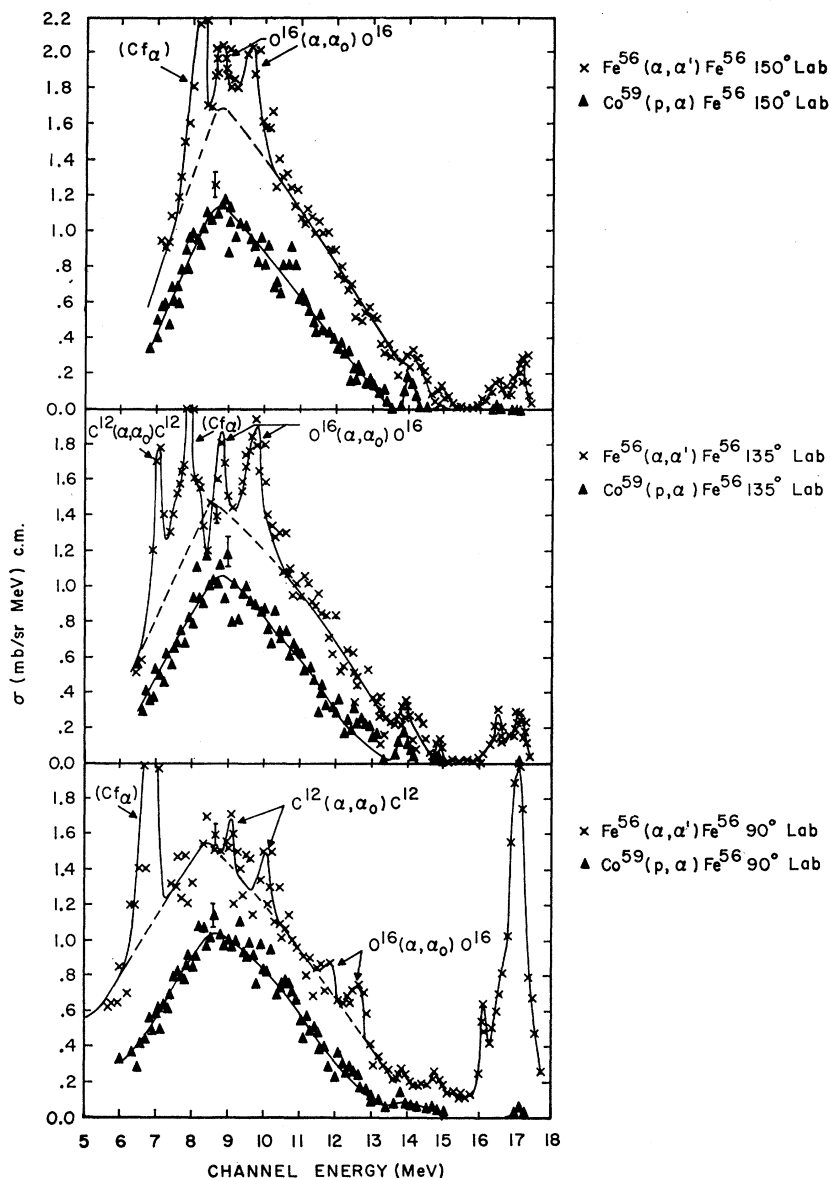 2.2
2.0
1.8
1.6
1.4
1.2
1.0
.8
.6
.4
.2
0.0
(Cfα)
O¹⁶(α,α₀)O¹⁶
× Fe⁵⁶(α,α')Fe⁵⁶ 150° Lab
▲ Co⁵⁹(p,α)Fe⁵⁶ 150° Lab
1.8
1.6
1.4
1.2
1.0
.8
.6
.4
.2
0.0
C¹²(α,α₀)C¹²
(Cfα)
O¹⁶(α,α₀)O¹⁶
× Fe⁵⁶(α,α')Fe⁵⁶ 135° Lab
▲ Co⁵⁹(p,α)Fe⁵⁶ 135° Lab
σ (mb/sr MeV) c.m.
1.8
1.6
1.4
1.2
1.0
.8
.6
.4
.2
0.0
(Cfα)
C¹²(α,α₀)C¹²
O¹⁶(α,α₀)O¹⁶
× Fe⁵⁶(α,α')Fe⁵⁶ 90° Lab
▲ Co⁵⁹(p,α)Fe⁵⁶ 90° Lab
5 6 7 8 9 10 11 12 13 14 15 16 17 18
CHANNEL ENERGY (MeV)